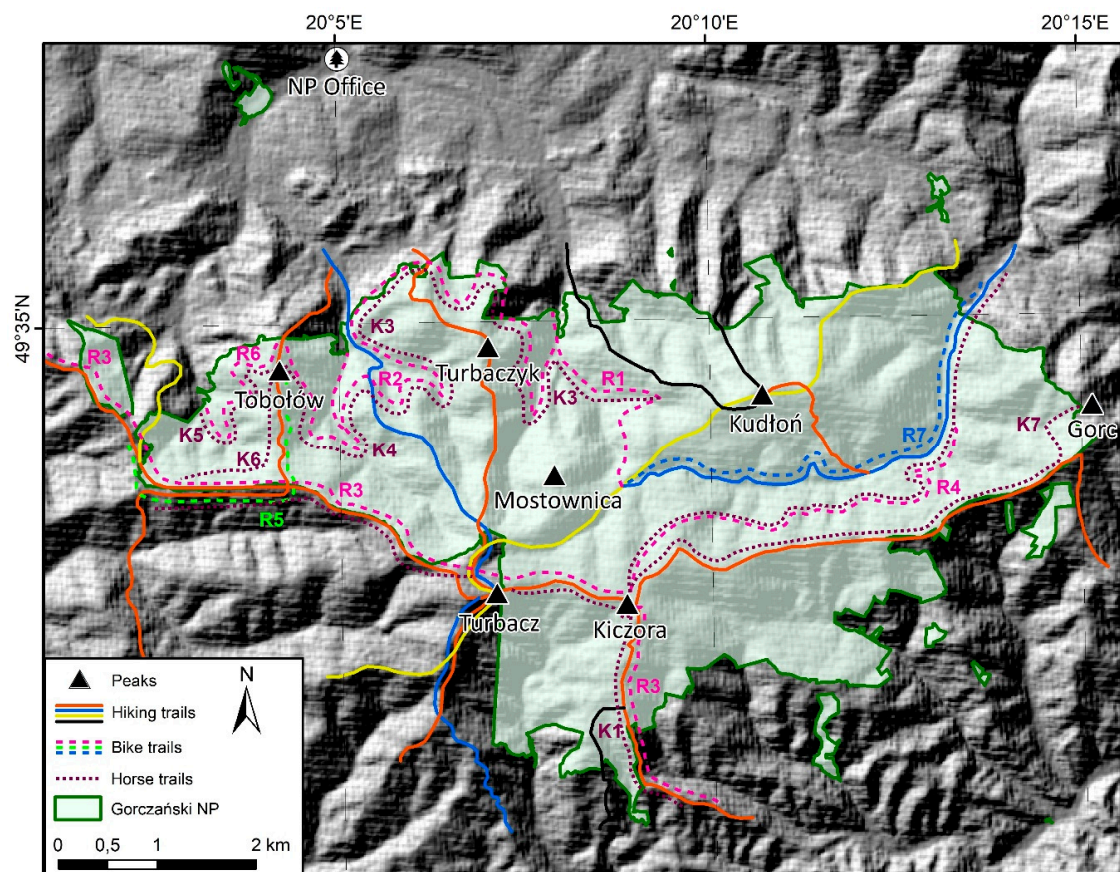 20°5'E
20°10'E
20°15'E
NP Office
49°35'N
R3
K3
R6
Turbaczyk
R2
R1
Tobołów
K3
Kudłoń
K5
K4
R7
K7
Gorc
K6
Mostownica
R3
R4
R5
Turbacz
Kiczora
R3
K1
N
Peaks
Hiking trails
Bike trails
Horse trails
Gorczański NP
0 0,5 1 2 km